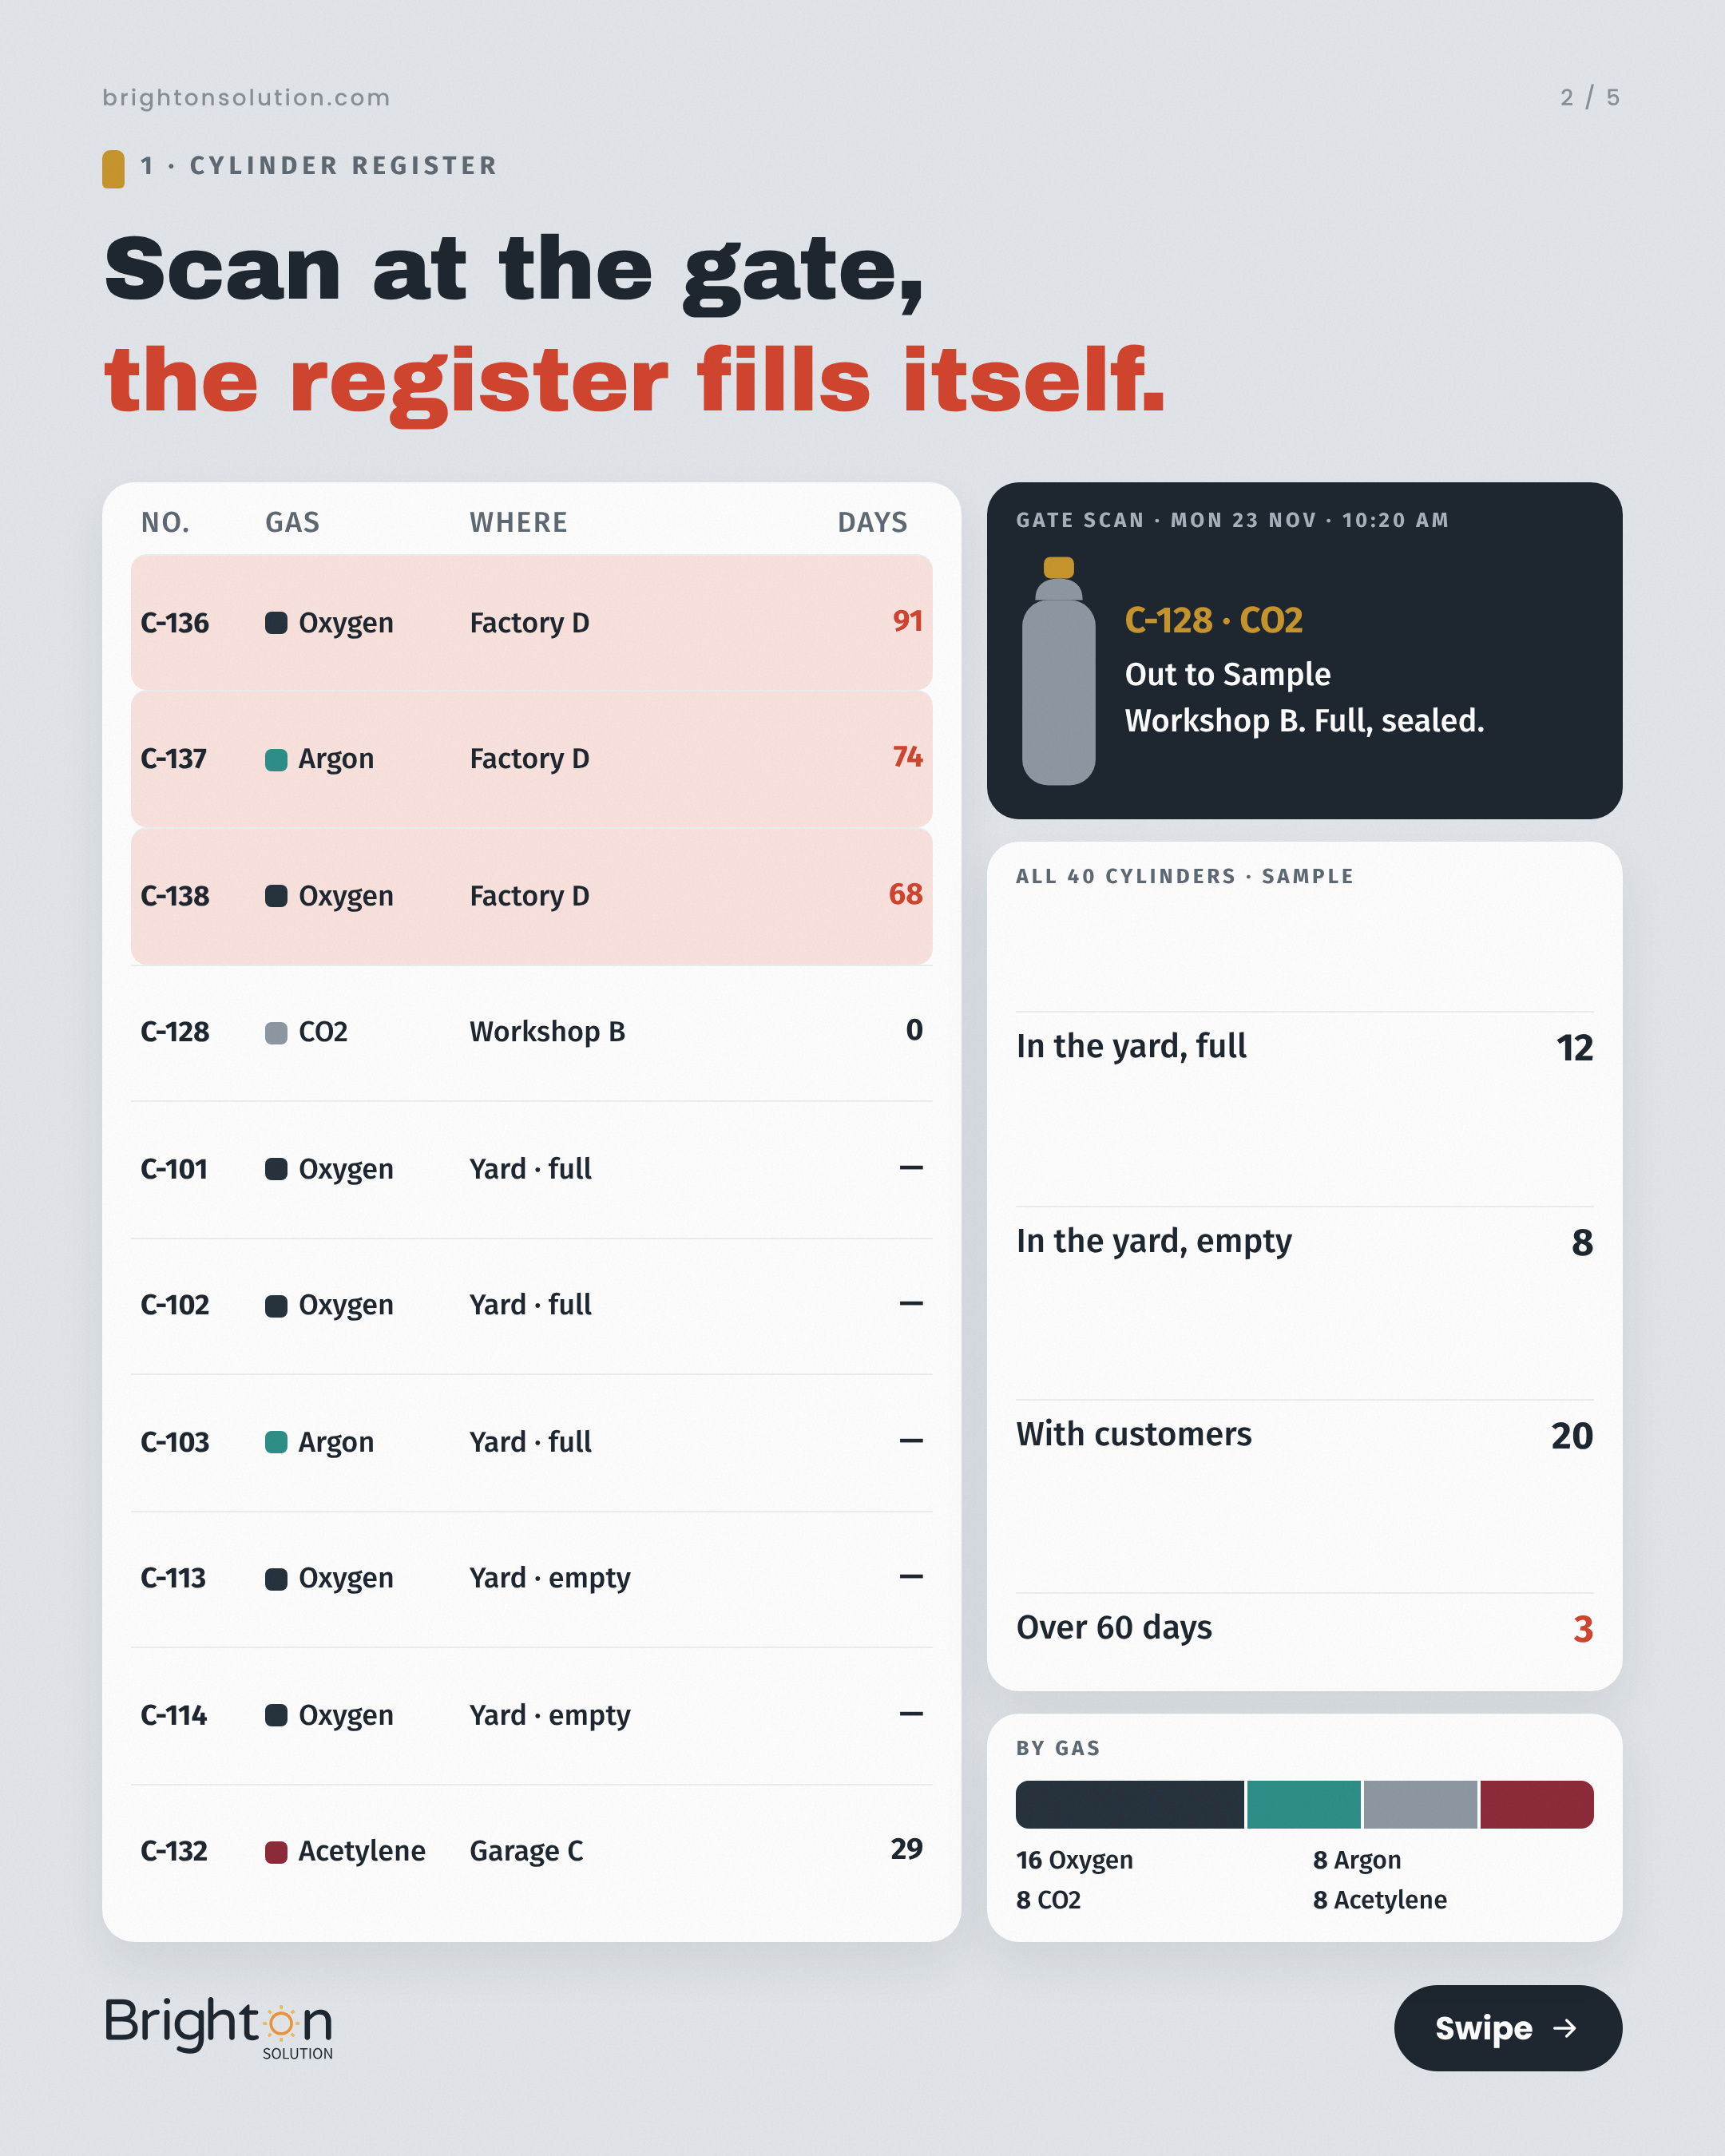 brightonsolution.com
2 / 5
1 · CYLINDER REGISTER
Scan at the gate,
the register fills itself.
NO. GAS WHERE DAYS
C-136 Oxygen Factory D 91
C-137 Argon Factory D 74
C-138 Oxygen Factory D 68
C-128 CO2 Workshop B 0
C-101 Oxygen Yard · full –
C-102 Oxygen Yard · full –
C-103 Argon Yard · full –
C-113 Oxygen Yard · empty –
C-114 Oxygen Yard · empty –
C-132 Acetylene Garage C 29
GATE SCAN · MON 23 NOV · 10:20 AM
C-128 · CO2
Out to Sample
Workshop B. Full, sealed.
ALL 40 CYLINDERS · SAMPLE
In the yard, full 12
In the yard, empty 8
With customers 20
Over 60 days 3
BY GAS
16 Oxygen 8 Argon
8 CO2 8 Acetylene
Brighton
SOLUTION
Swipe →